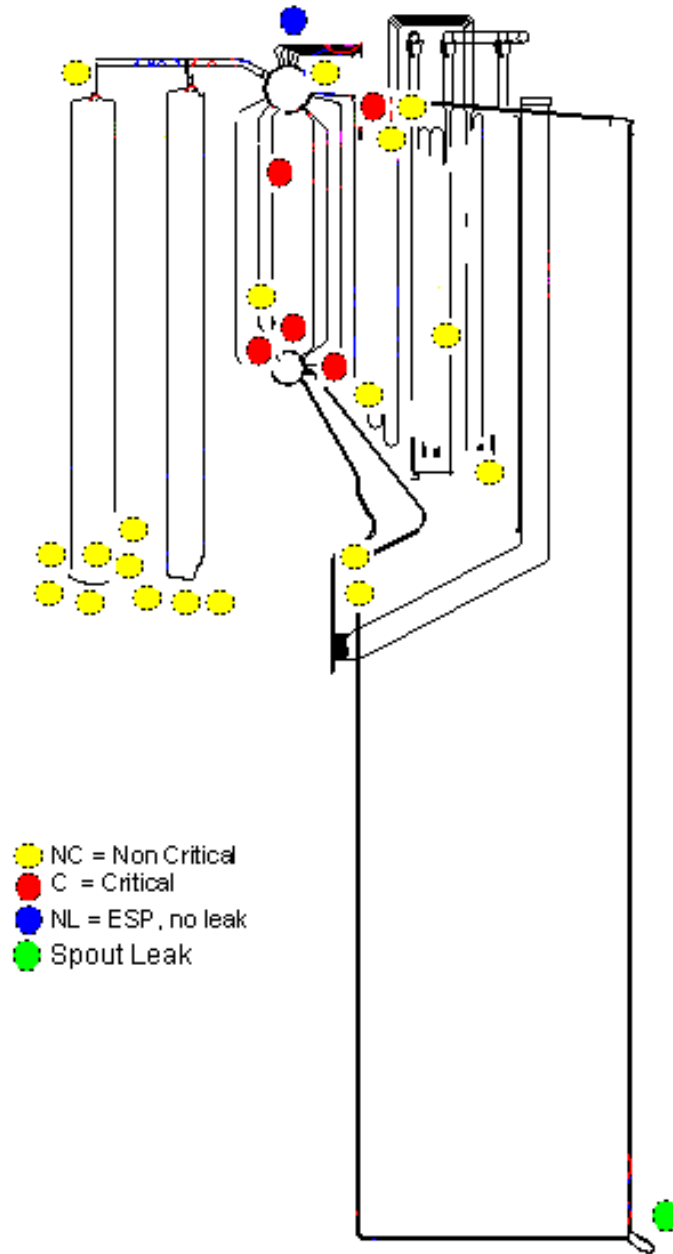 NC = Non Critical
C = Critical
NL = ESP, no leak
Spout Leak